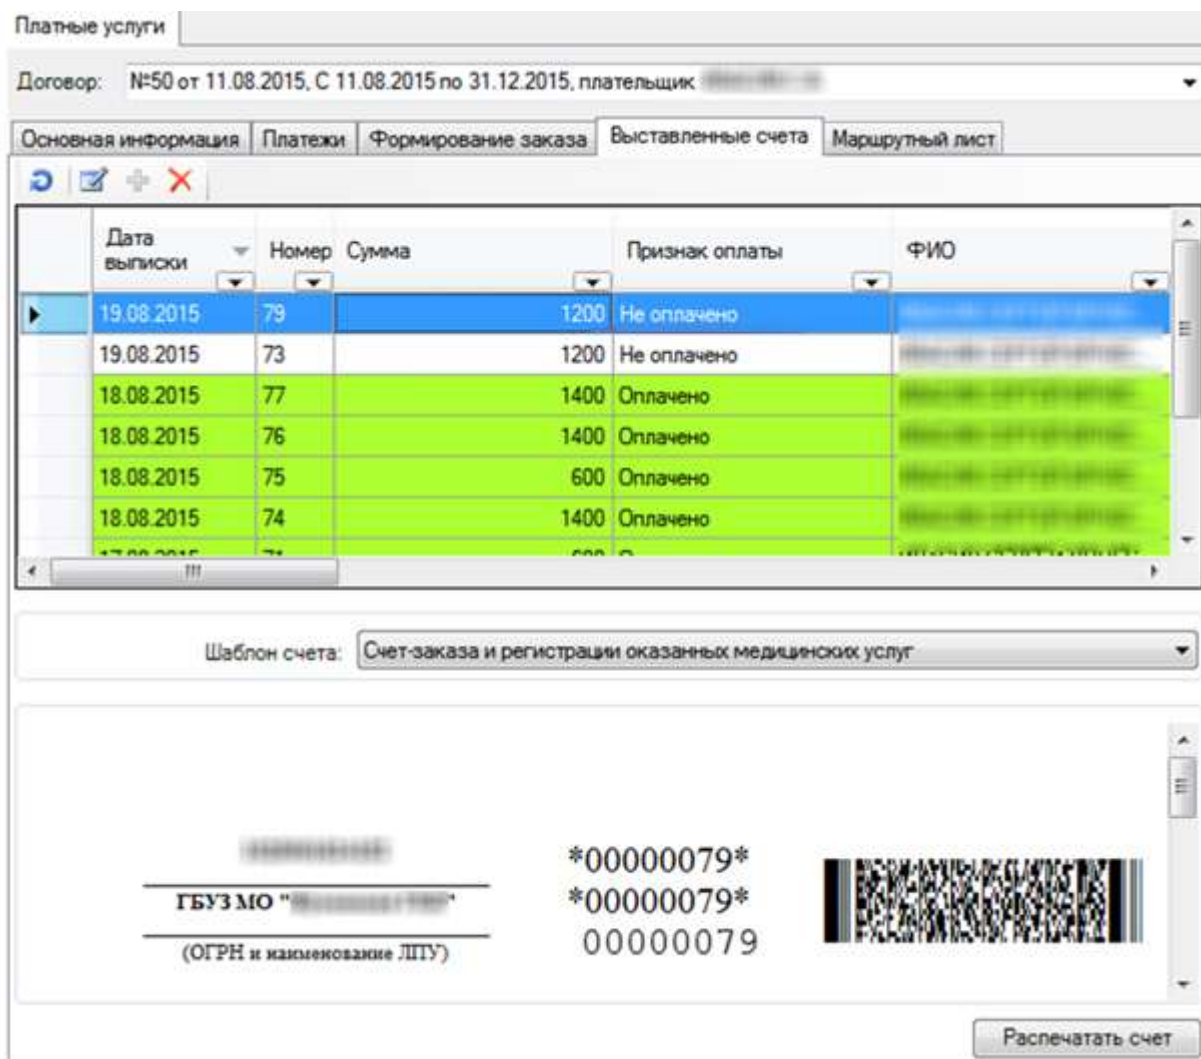 Платные услуги
Договор: №50 от 11.08.2015, С 11.08.2015 по 31.12.2015, плательщик
Основная информация Платежи Формирование заказа Выставленные счета Маршрутный лист
Дата выписки Номер Сумма Признак оплаты ФИО
19.08.2015 79 1200 Не оплачено
19.08.2015 73 1200 Не оплачено
18.08.2015 77 1400 Оплачено
18.08.2015 76 1400 Оплачено
18.08.2015 75 600 Оплачено
18.08.2015 74 1400 Оплачено
Шаблон счета: Счет-заказа и регистрации оказанных медицинских услуг
*00000079*
ГБУЗ МО "
*00000079*
00000079
(ОГРН и наименование ЛПУ)
Распечатать счет